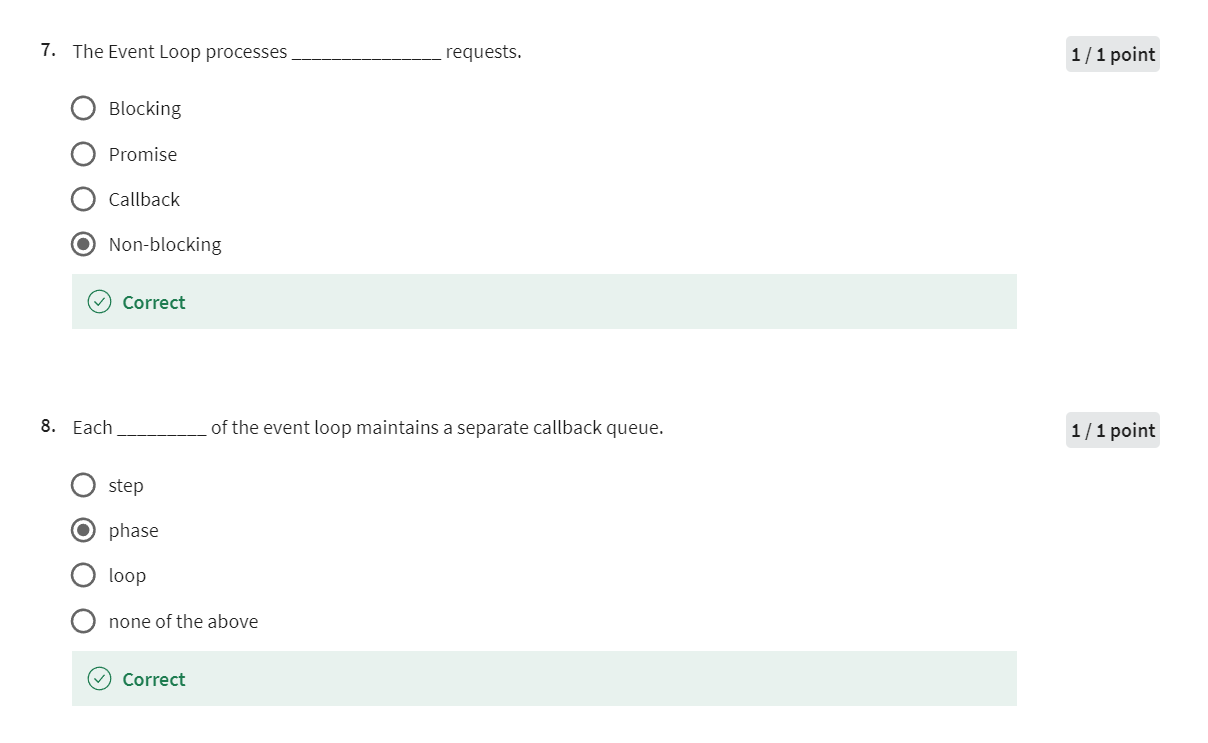 7. The Event Loop processes _______________ requests.
1 / 1 point
Blocking
Promise
Callback
Non-blocking
Correct
8. Each _________ of the event loop maintains a separate callback queue.
1 / 1 point
step
phase
loop
none of the above
Correct